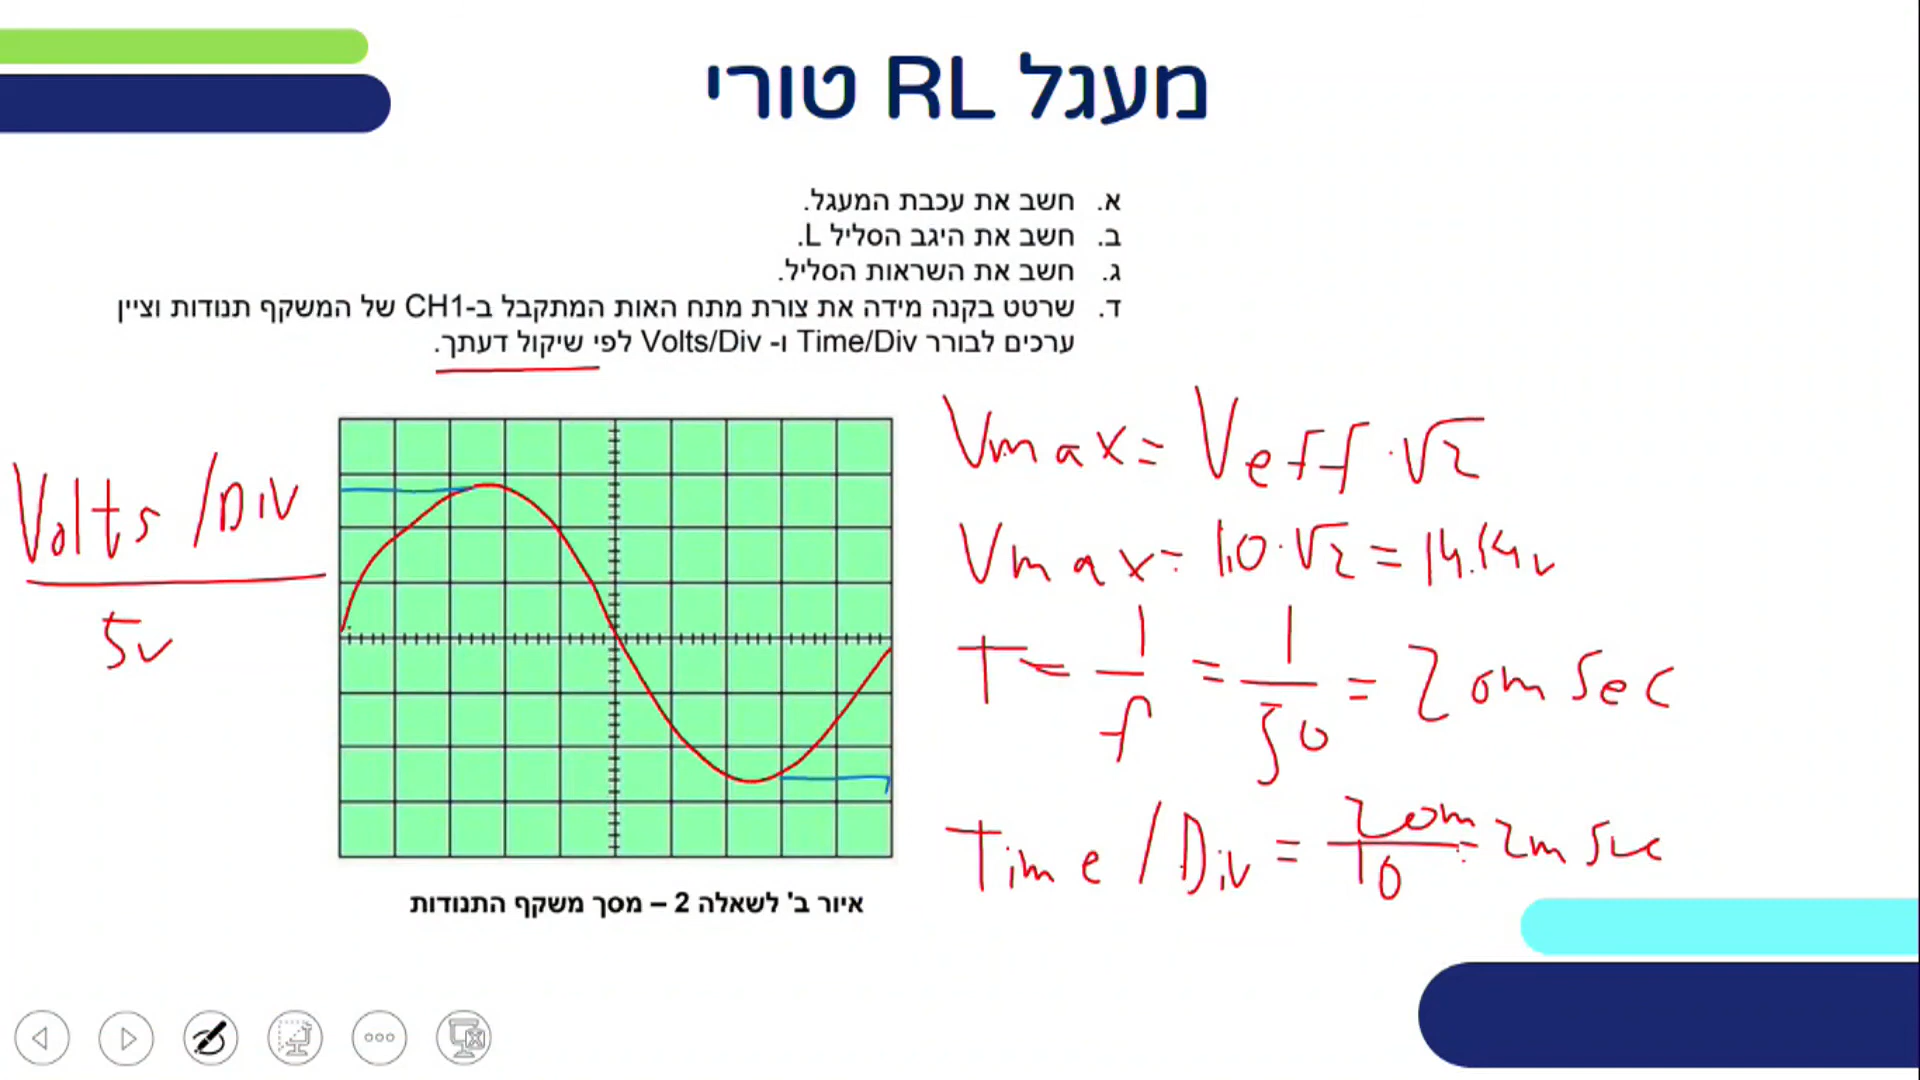 מעגל RL טורי
א. חשב את עכבת המעגל.
ב. חשב את היגב הסליל L.
ג. חשב את השראות הסליל.
ד. שרטט בקנה מידה את צורת מתח האות המתקבל ב-CH1 של המשקף תנודות וציין
ערכים לבורר Time/Div ו- Volts/Div לפי שיקול דעתך.
Volts/Div
5v
Vmax = Veff · √2
Vmax = 10 · √2 = 14.14v
T = 1/f = 1/50 = 20m Sec
Time/Div = 20m/10 = 2m Sec
איור ב' לשאלה 2 – מסך משקף התנודות